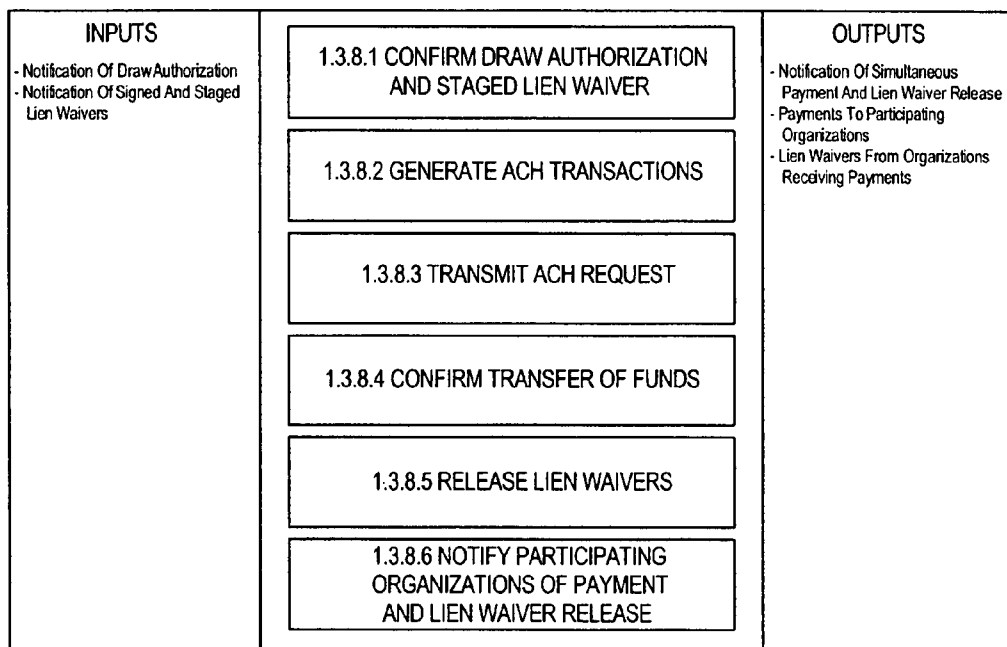 INPUTS
- Notification Of Draw Authorization
- Notification Of Signed And Staged
Lien Waivers
1.3.8.1 CONFIRM DRAW AUTHORIZATION
AND STAGED LIEN WAIVER
1.3.8.2 GENERATE ACH TRANSACTIONS
1.3.8.3 TRANSMIT ACH REQUEST
1.3.8.4 CONFIRM TRANSFER OF FUNDS
1.3.8.5 RELEASE LIEN WAIVERS
1.3.8.6 NOTIFY PARTICIPATING
ORGANIZATIONS OF PAYMENT
AND LIEN WAIVER RELEASE
OUTPUTS
- Notification Of Simultaneous
Payment And Lien Waiver Release
- Payments To Participating
Organizations
- Lien Waivers From Organizations
Receiving Payments